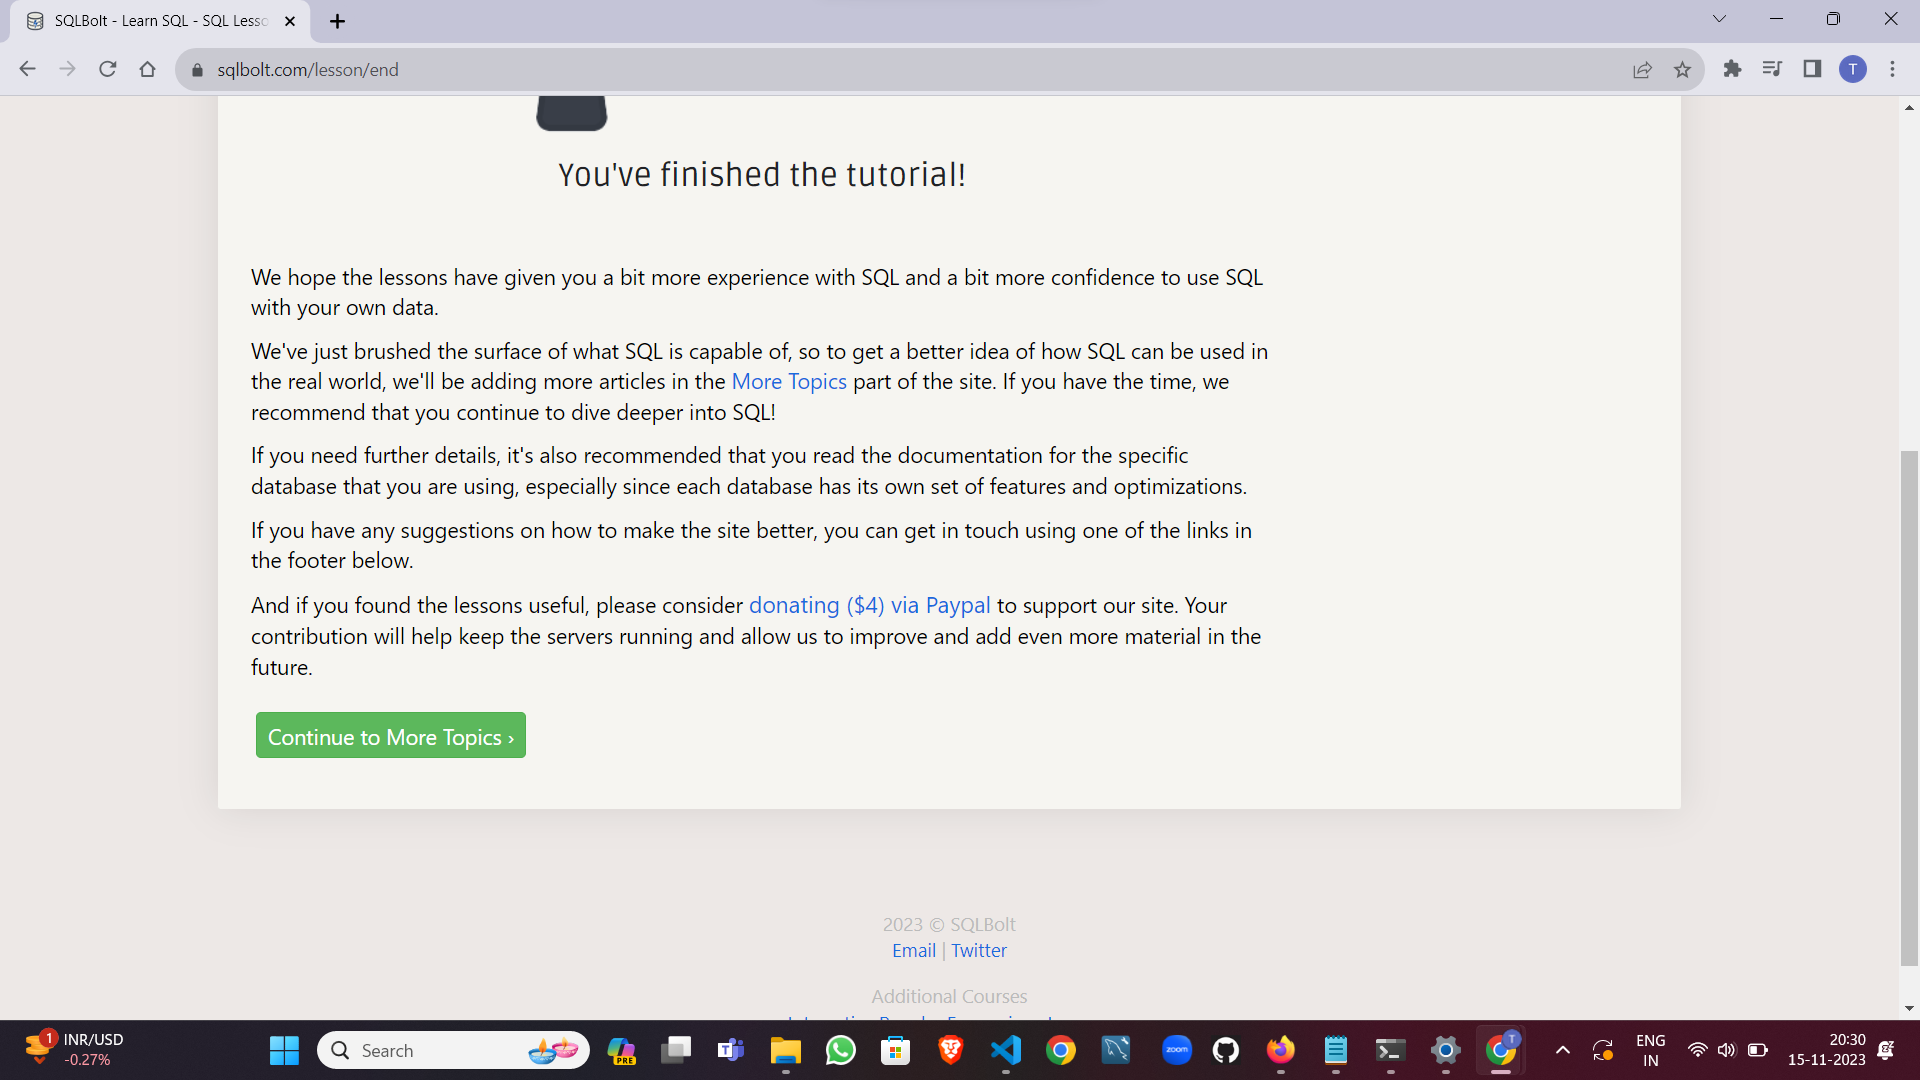 SQLBolt - Learn SQL - SQL Lesso
sqlbolt.com/lesson/end
T
You've finished the tutorial!
We hope the lessons have given you a bit more experience with SQL and a bit more confidence to use SQL
with your own data.
We've just brushed the surface of what SQL is capable of, so to get a better idea of how SQL can be used in
the real world, we'll be adding more articles in the More Topics part of the site. If you have the time, we
recommend that you continue to dive deeper into SQL!
If you need further details, it's also recommended that you read the documentation for the specific
database that you are using, especially since each database has its own set of features and optimizations.
If you have any suggestions on how to make the site better, you can get in touch using one of the links in
the footer below.
And if you found the lessons useful, please consider donating ($4) via Paypal to support our site. Your
contribution will help keep the servers running and allow us to improve and add even more material in the
future.
Continue to More Topics ›
2023 © SQLBolt
Email | Twitter
Additional Courses
1
INR/USD
-0.27%
Search
PRE
zoom
T
ENG
IN
20:30
15-11-2023